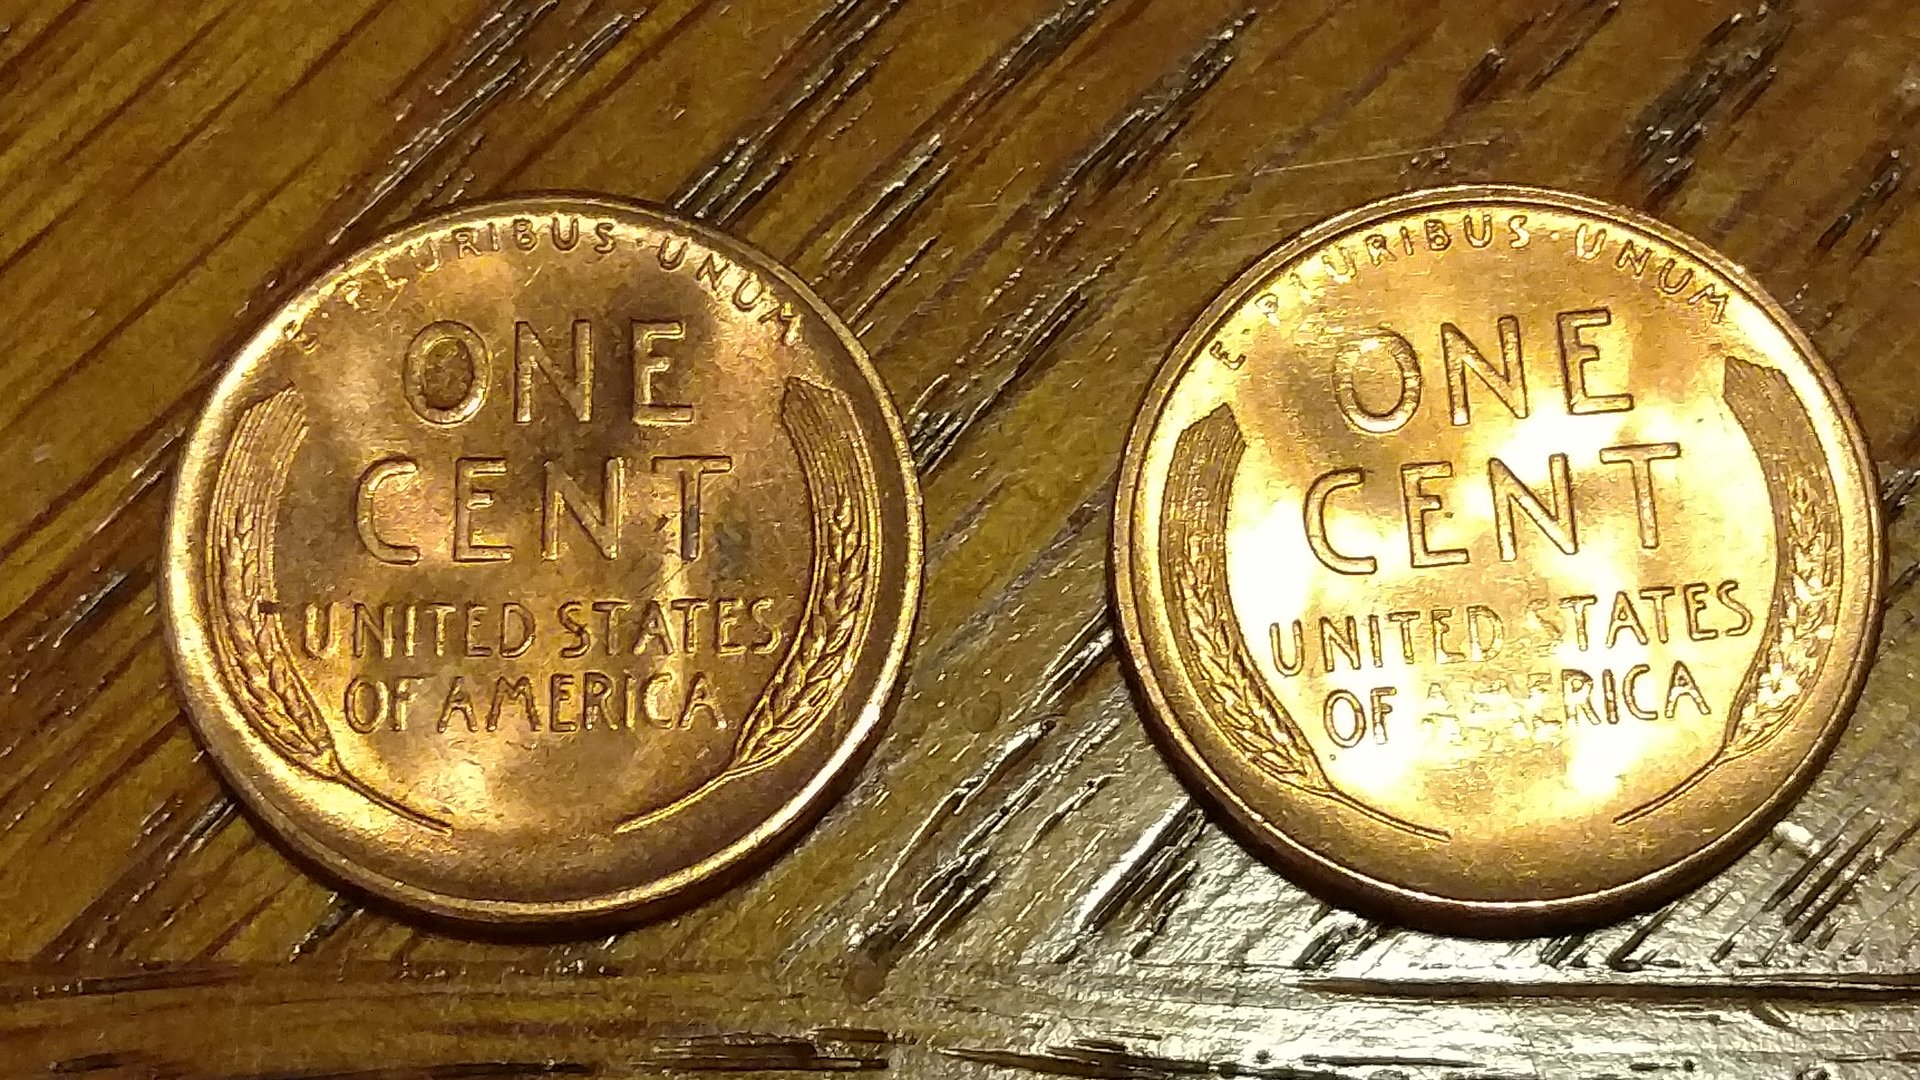 E PLURIBUS · UNUM
ONE
CENT
UNITED STATES
OF AMERICA
E PLURIBUS · UNUM
ONE
CENT
UNITED STATES
OF AMERICA